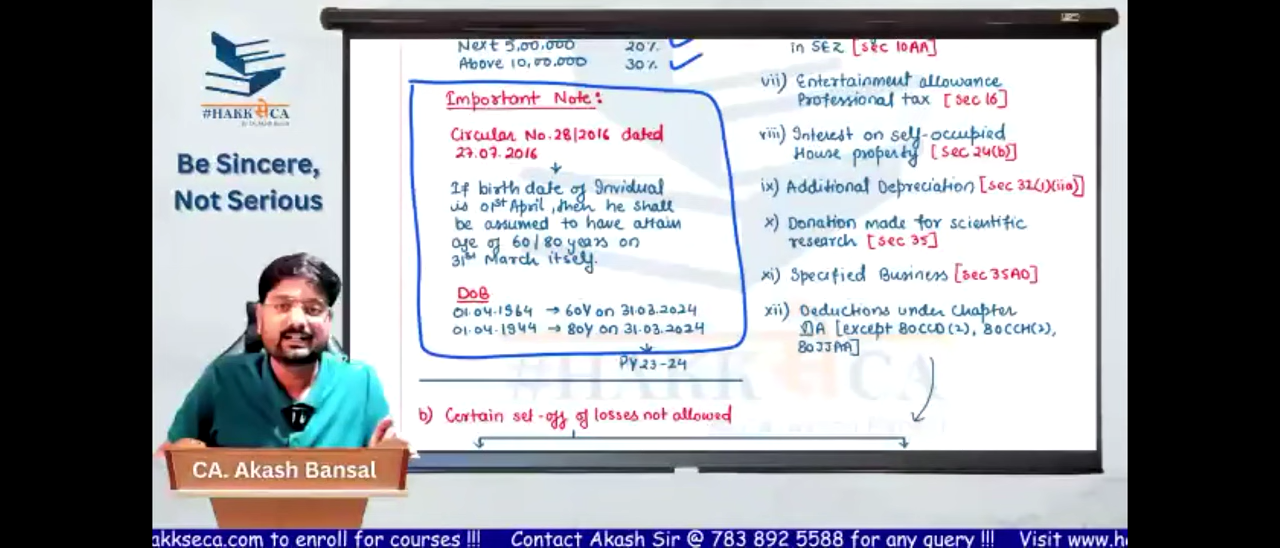 #HAKKसेCA
Be Sincere,
Not Serious
CA. Akash Bansal
Next 5,00,000 20%
Above 10,00,000 30%
Important Note:
Circular No.28/2016 dated
27.07.2016
If birth date of Invidual
is 01st April, then he shall
be assumed to have attain
age of 60/80 years on
31st March itself.
DoB
01.04.1964 → 60Y on 31.03.2024
01.04.1944 → 80Y on 31.03.2024
PY 23-24
b) Certain set-off of losses not allowed
in SEZ [sec 10AA]
vii) Entertainment allowance
Professional tax [sec 16]
viii) Interest on self-occupied
House property [sec 24(b)]
ix) Additional Depreciation [sec 32(1)(iia)]
x) Donation made for scientific
research [sec 35]
xi) Specified Business [sec 35AD]
xii) Deductions under Chapter
VIA [except 80CCD(2), 80CCH(2),
80JJAA]
#HAKKसेCA
akkseca.com to enroll for courses !!! Contact Akash Sir @ 783 892 5588 for any query !!! Visit www.h